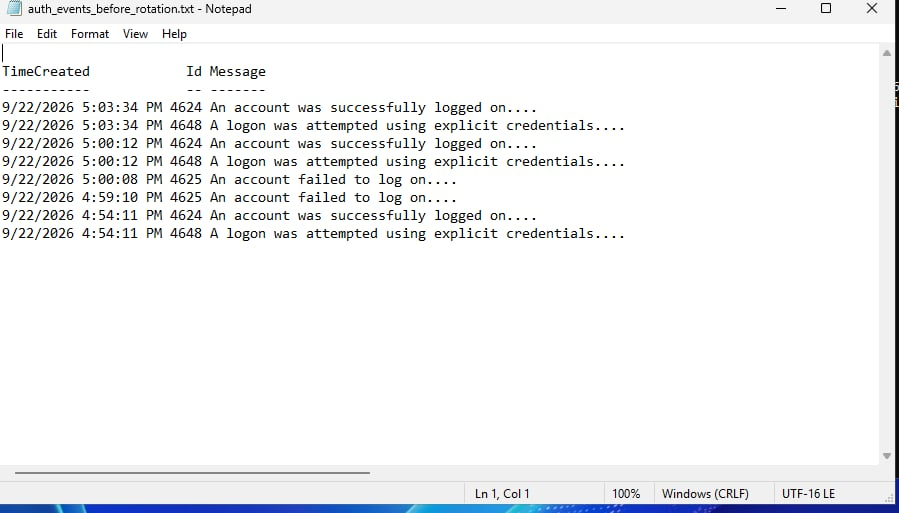 auth_events_before_rotation.txt - Notepad
File Edit Format View Help
TimeCreated            Id Message
-----------            -- -------
9/22/2026 5:03:34 PM 4624 An account was successfully logged on....
9/22/2026 5:03:34 PM 4648 A logon was attempted using explicit credentials....
9/22/2026 5:00:12 PM 4624 An account was successfully logged on....
9/22/2026 5:00:12 PM 4648 A logon was attempted using explicit credentials....
9/22/2026 5:00:08 PM 4625 An account failed to log on....
9/22/2026 4:59:10 PM 4625 An account failed to log on....
9/22/2026 4:54:11 PM 4624 An account was successfully logged on....
9/22/2026 4:54:11 PM 4648 A logon was attempted using explicit credentials....
Ln 1, Col 1 100% Windows (CRLF) UTF-16 LE